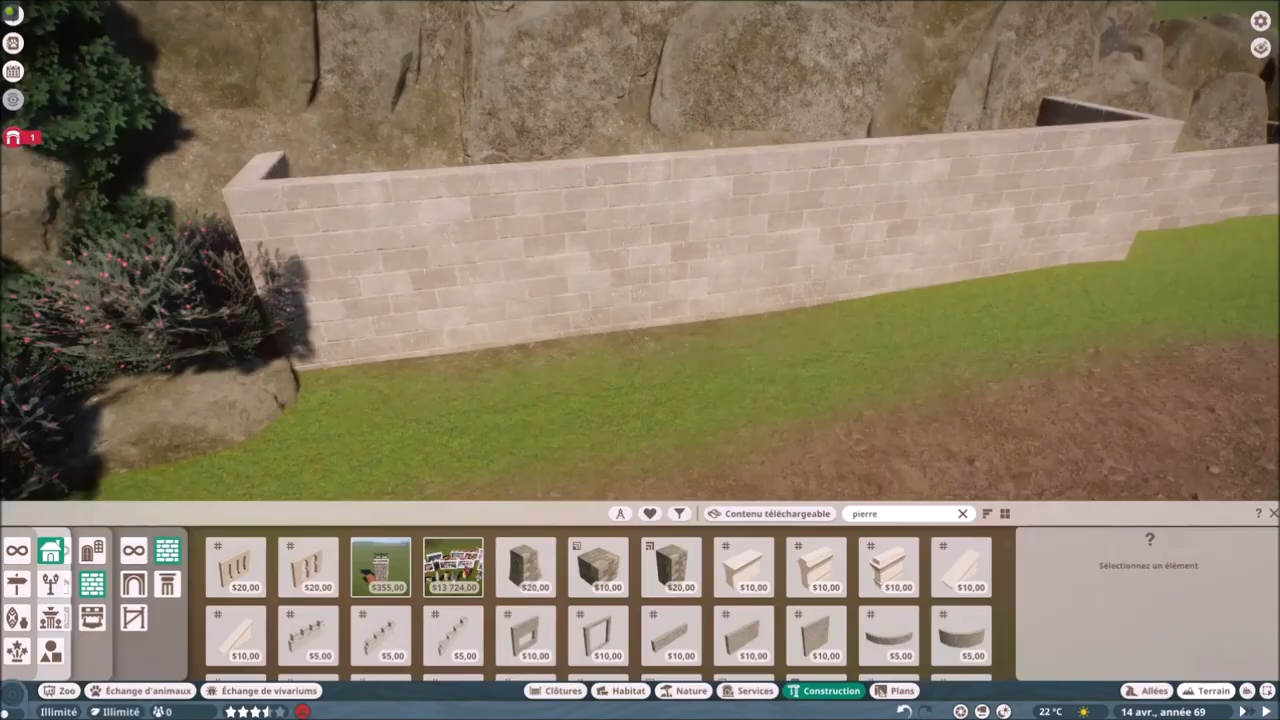 1
Contenu téléchargeable
pierre
?
$20,00
$20,00
$355,00
$13 724,00
$20,00
$10,00
$20,00
$10,00
$10,00
$10,00
$10,00
$10,00
$5,00
$5,00
$5,00
$10,00
$10,00
$10,00
$10,00
$10,00
$5,00
$5,00
?
Sélectionnez un élément
Zoo
Échange d'animaux
Échange de vivariums
Clôtures
Habitat
Nature
Services
Construction
Plans
Allées
Terrain
Illimité
Illimité
0
22 °C
14 avr., année 69